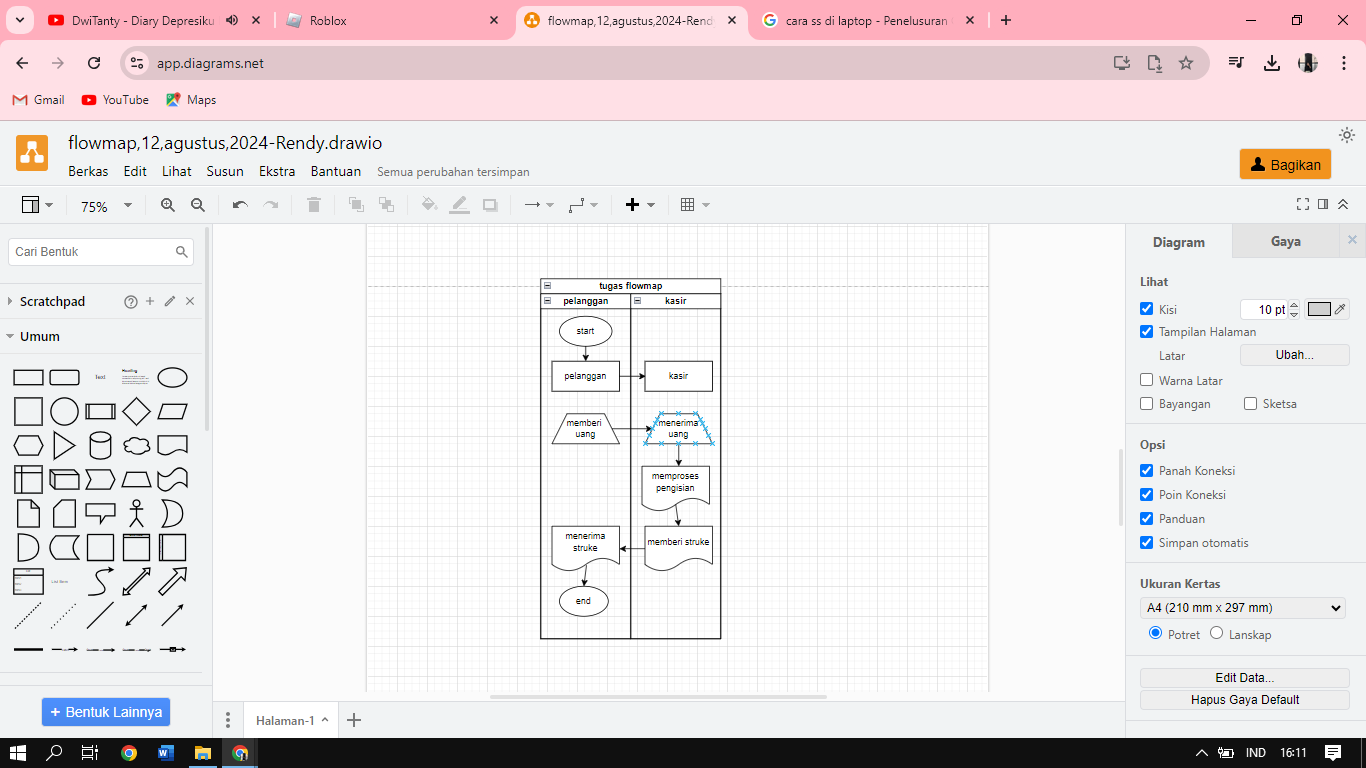 DwiTanty - Diary Depresiku
Roblox
flowmap,12,agustus,2024-Rend
cara ss di laptop - Penelusuran
app.diagrams.net
Gmail
YouTube
Maps
flowmap,12,agustus,2024-Rendy.drawio
Berkas Edit Lihat Susun Ekstra Bantuan Semua perubahan tersimpan
Bagikan
75%
Cari Bentuk
Scratchpad
Umum
Text
Heading
List
Bentuk Lainnya
tugas flowmap
pelanggan kasir
start
pelanggan kasir
memberi
uang
menerima
uang
memproses
pengisian
menerima
struke
memberi struke
end
Halaman-1
Diagram Gaya
Lihat
Kisi 10 pt
Tampilan Halaman
Latar Ubah...
Warna Latar
Bayangan Sketsa
Opsi
Panah Koneksi
Poin Koneksi
Panduan
Simpan otomatis
Ukuran Kertas
A4 (210 mm x 297 mm)
Potret Lanskap
Edit Data...
Hapus Gaya Default
IND 16:11